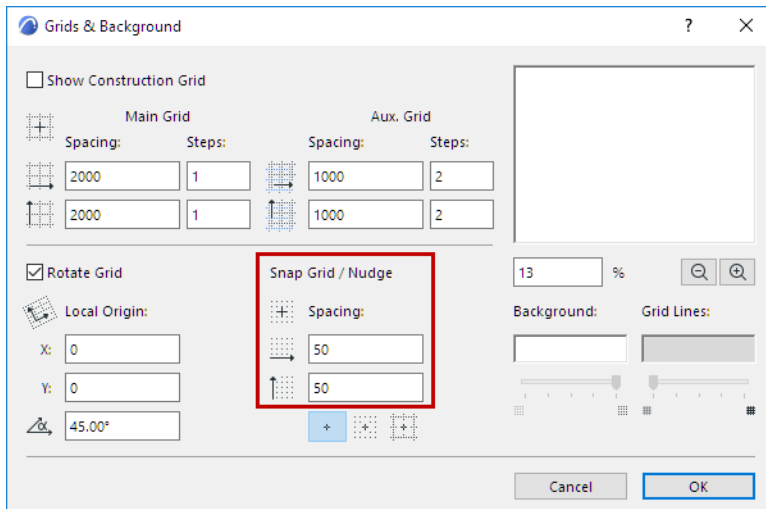 Grids & Background ?
Show Construction Grid
Main Grid Aux. Grid
Spacing: Steps: Spacing: Steps:
2000 1 1000 2
2000 1 1000 2
Rotate Grid Snap Grid / Nudge 13 %
Local Origin: Spacing: Background: Grid Lines:
X: 0 50
Y: 0 50
α 45.00°
Cancel OK